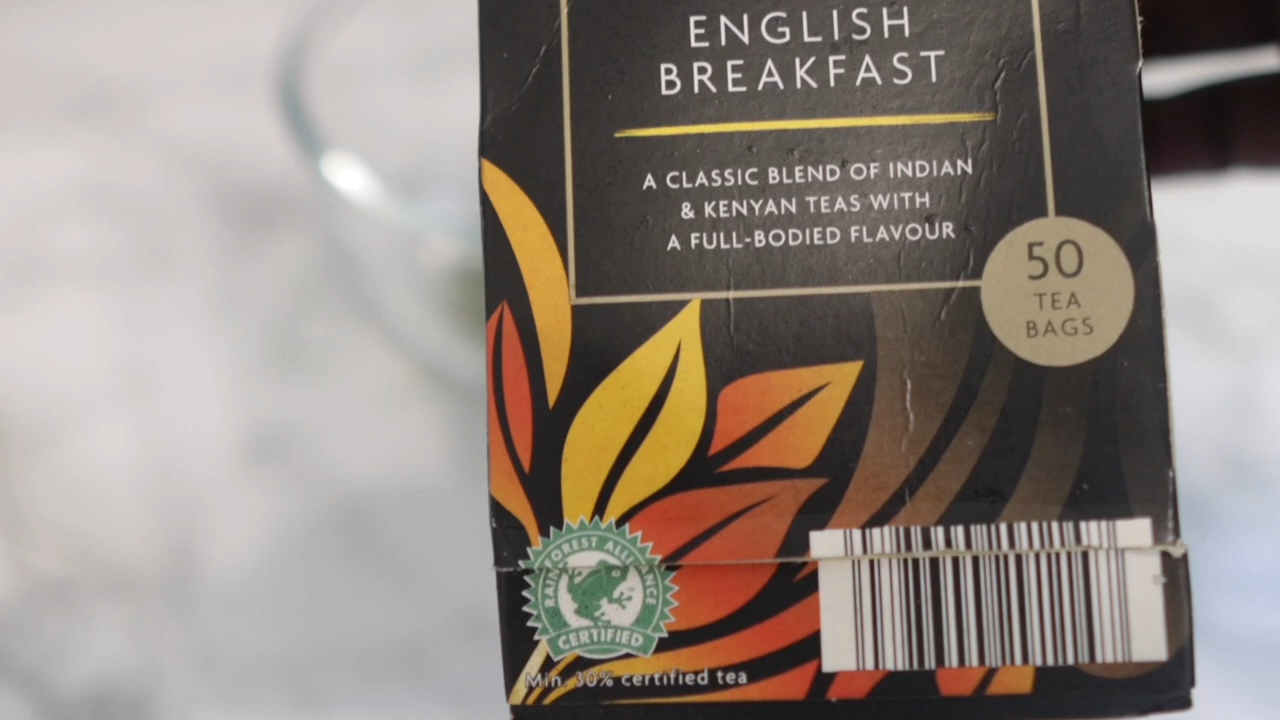 ENGLISH
BREAKFAST
A CLASSIC BLEND OF INDIAN
& KENYAN TEAS WITH
A FULL-BODIED FLAVOUR
50
TEA
BAGS
RAINFOREST ALLIANCE
CERTIFIED
Min. 30% certified tea